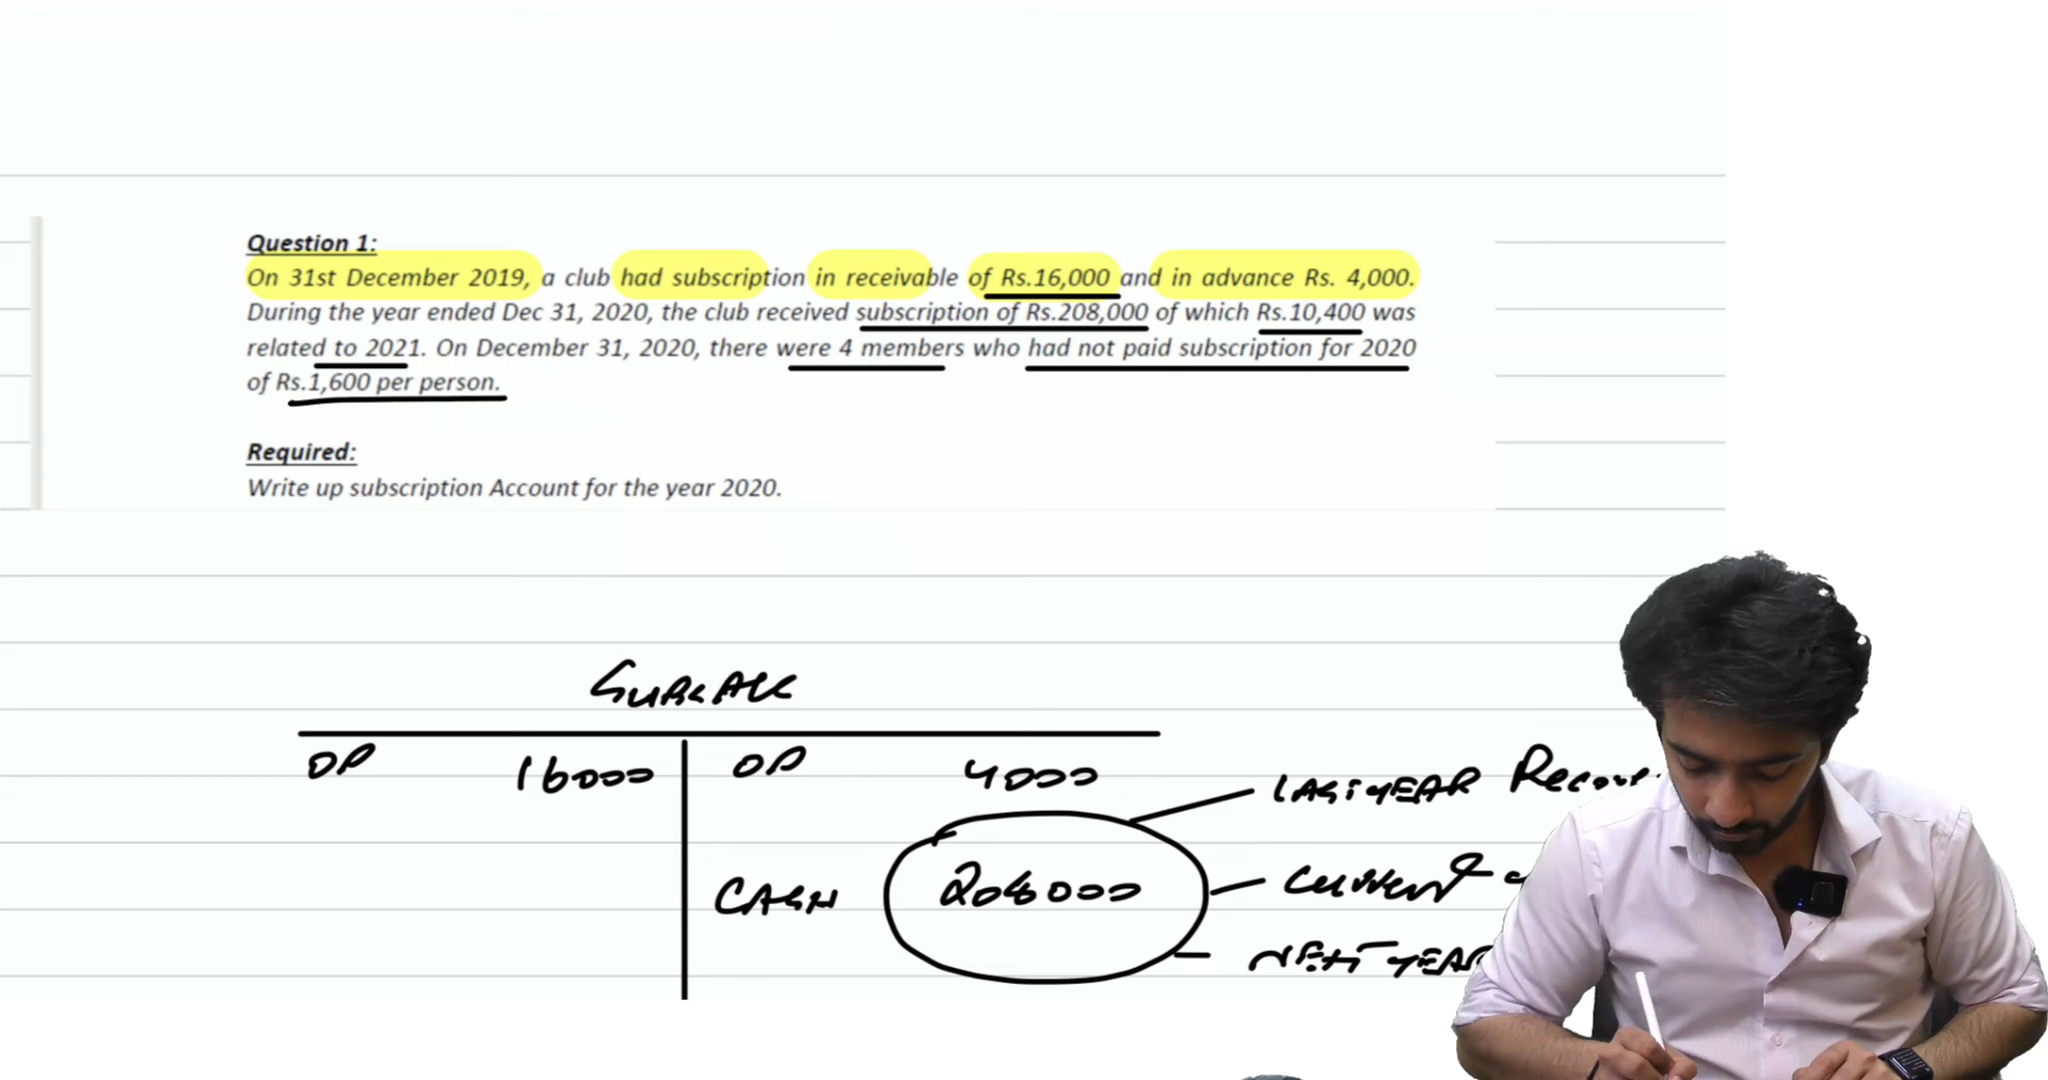 Question 1:
On 31st December 2019, a club had subscription in receivable of Rs.16,000 and in advance Rs. 4,000.
During the year ended Dec 31, 2020, the club received subscription of Rs.208,000 of which Rs.10,400 was
related to 2021. On December 31, 2020, there were 4 members who had not paid subscription for 2020
of Rs.1,600 per person.
Required:
Write up subscription Account for the year 2020.
OP 16000 OP 4000
LAST YEAR
CASH 208000 Current
NEXT YEAR